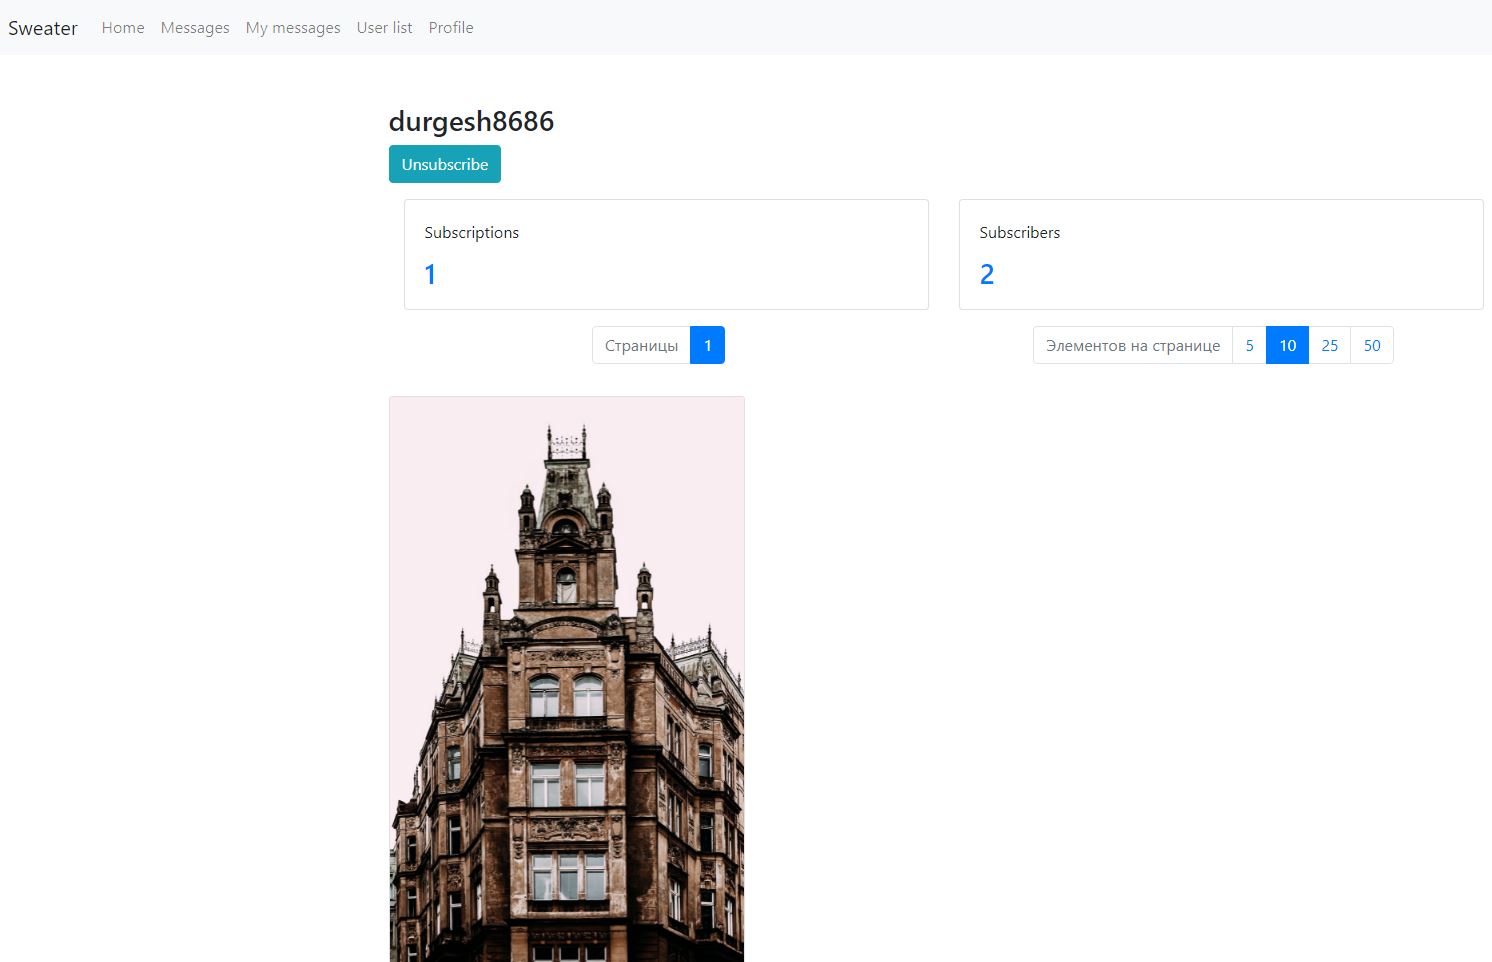 Sweater Home Messages My messages User list Profile
durgesh8686
Unsubscribe
Subscriptions
1
Subscribers
2
Страницы 1
Элементов на странице 5 10 25 50